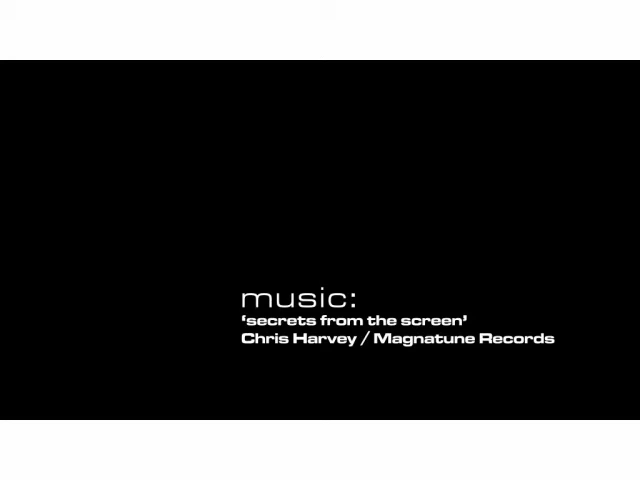 music:
‘secrets from the screen’
Chris Harvey / Magnatune Records